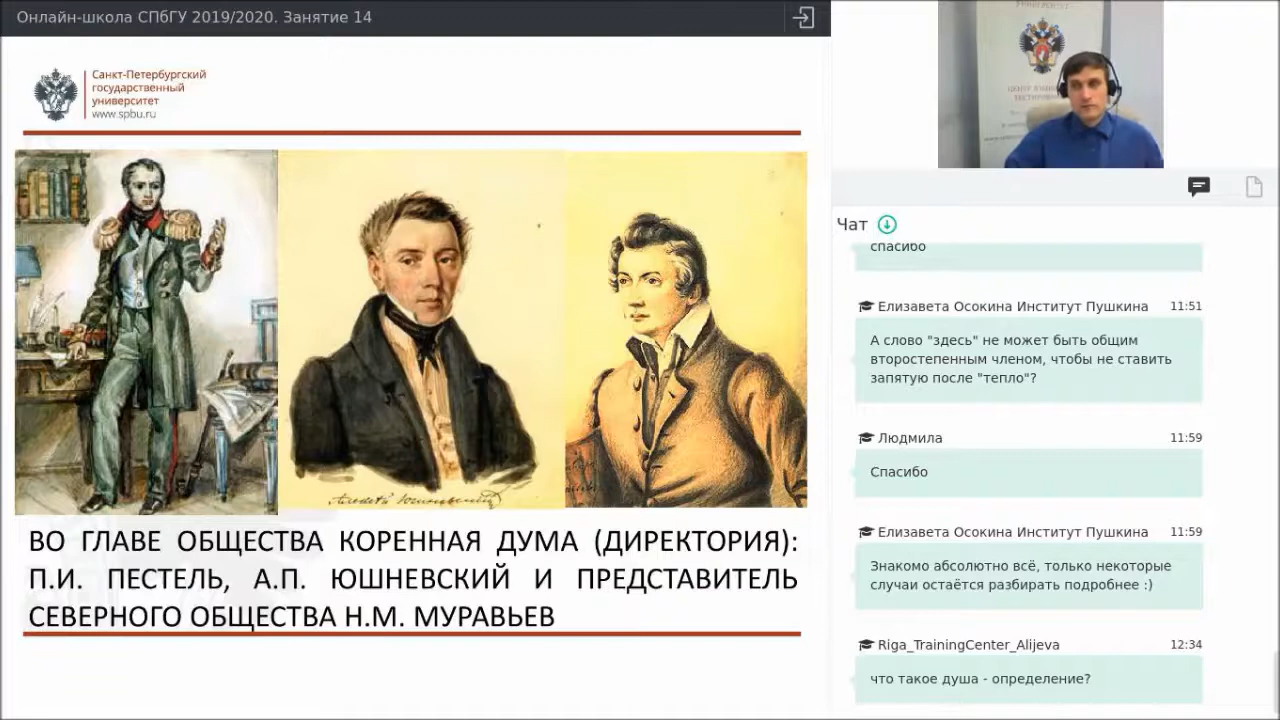 Онлайн-школа СПбГУ 2019/2020. Занятие 14
Санкт-Петербургский
государственный
университет
www.spbu.ru
ВО ГЛАВЕ ОБЩЕСТВА КОРЕННАЯ ДУМА (ДИРЕКТОРИЯ):
П.И. ПЕСТЕЛЬ, А.П. ЮШНЕВСКИЙ И ПРЕДСТАВИТЕЛЬ
СЕВЕРНОГО ОБЩЕСТВА Н.М. МУРАВЬЕВ
Чат
спасибо
Елизавета Осокина Институт Пушкина 11:51
А слово "здесь" не может быть общим
второстепенным членом, чтобы не ставить
запятую после "тепло"?
Людмила 11:59
Спасибо
Елизавета Осокина Институт Пушкина 11:59
Знакомо абсолютно всё, только некоторые
случаи остаётся разбирать подробнее :)
Riga_TrainingCenter_Alijeva 12:34
что такое душа - определение?